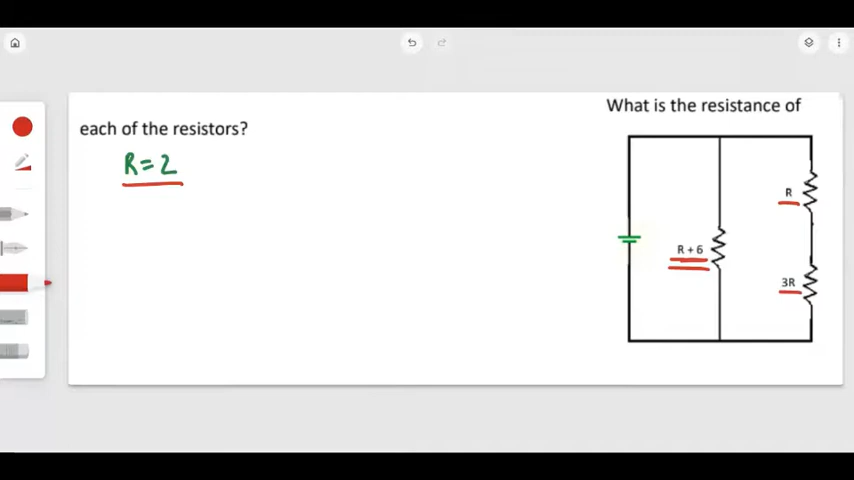 What is the resistance of
each of the resistors?
R=2
R
R + 6
3R